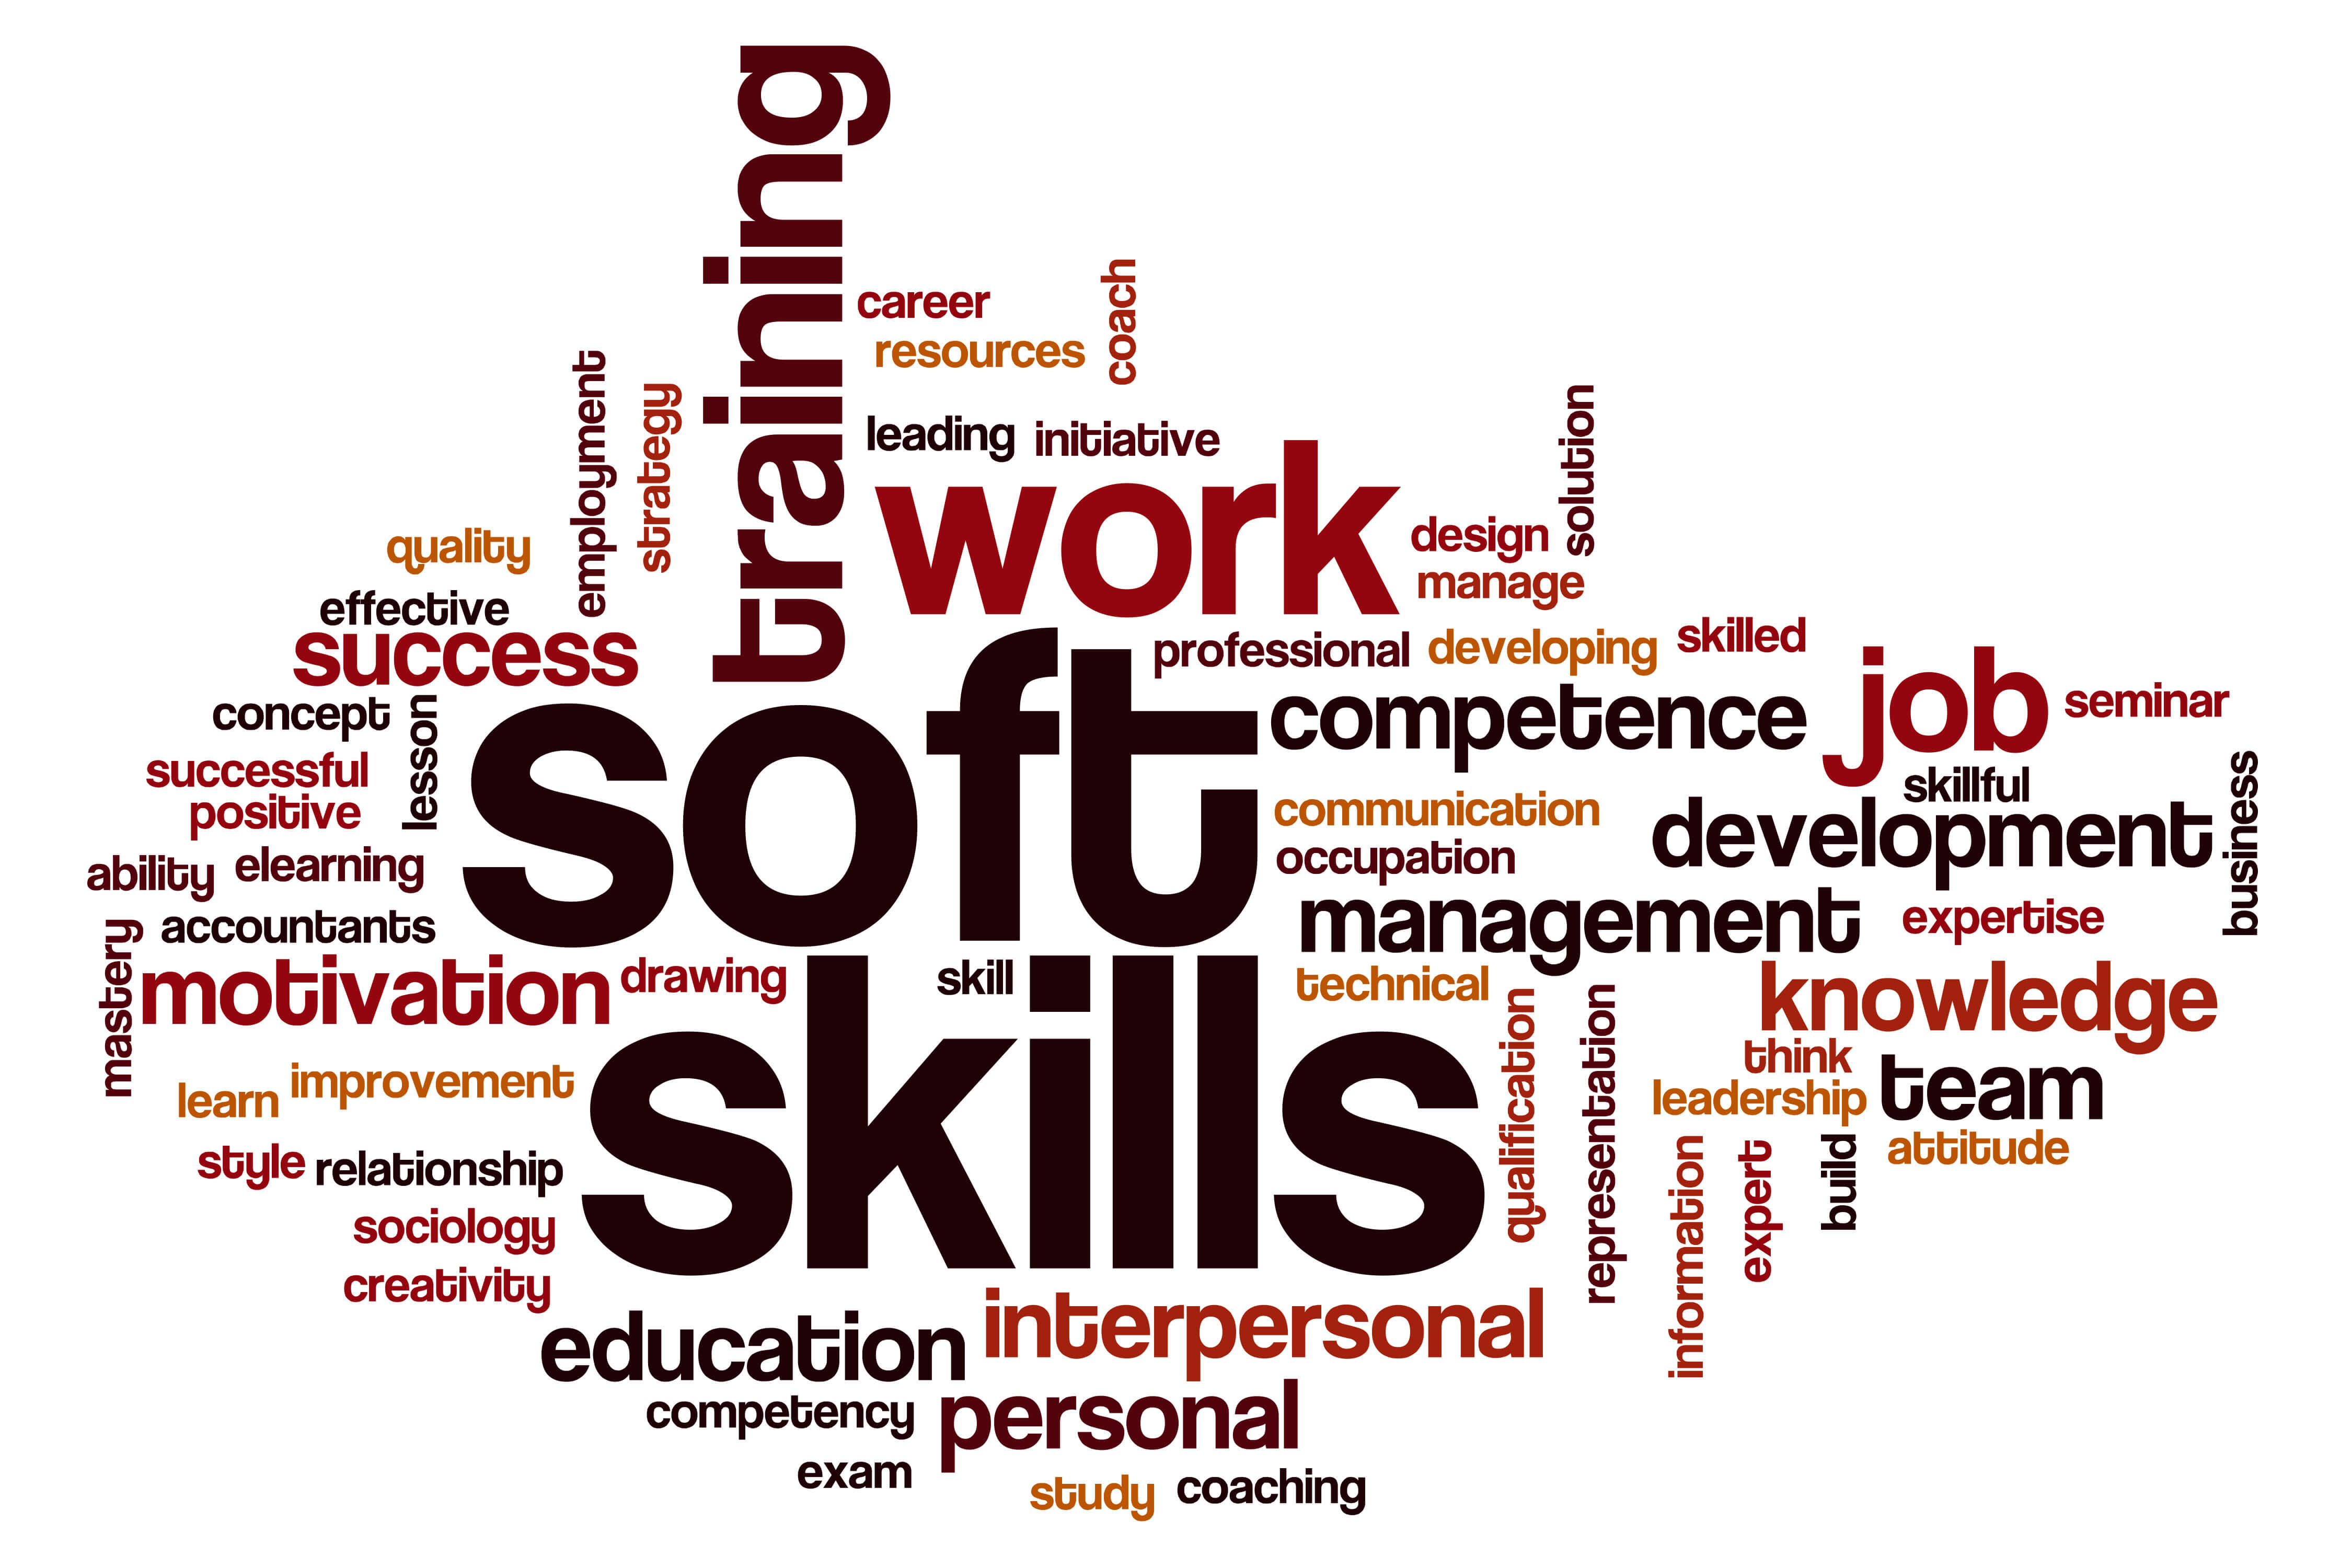 training
career
coach
resources
employment
strategy
leading
initiative
solution
work
quality
design
manage
effective
success
professional
developing
skilled
job
seminar
concept
lesson
soft
competence
successful
positive
skillful
business
communication
development
ability
elearning
occupation
accountants
management
expertise
mastery
motivation
drawing
skill
technical
knowledge
skills
qualification
representation
think
learn
improvement
leadership
team
style
relationship
information
expert
build
attitude
sociology
creativity
education
interpersonal
competency
personal
exam
study
coaching